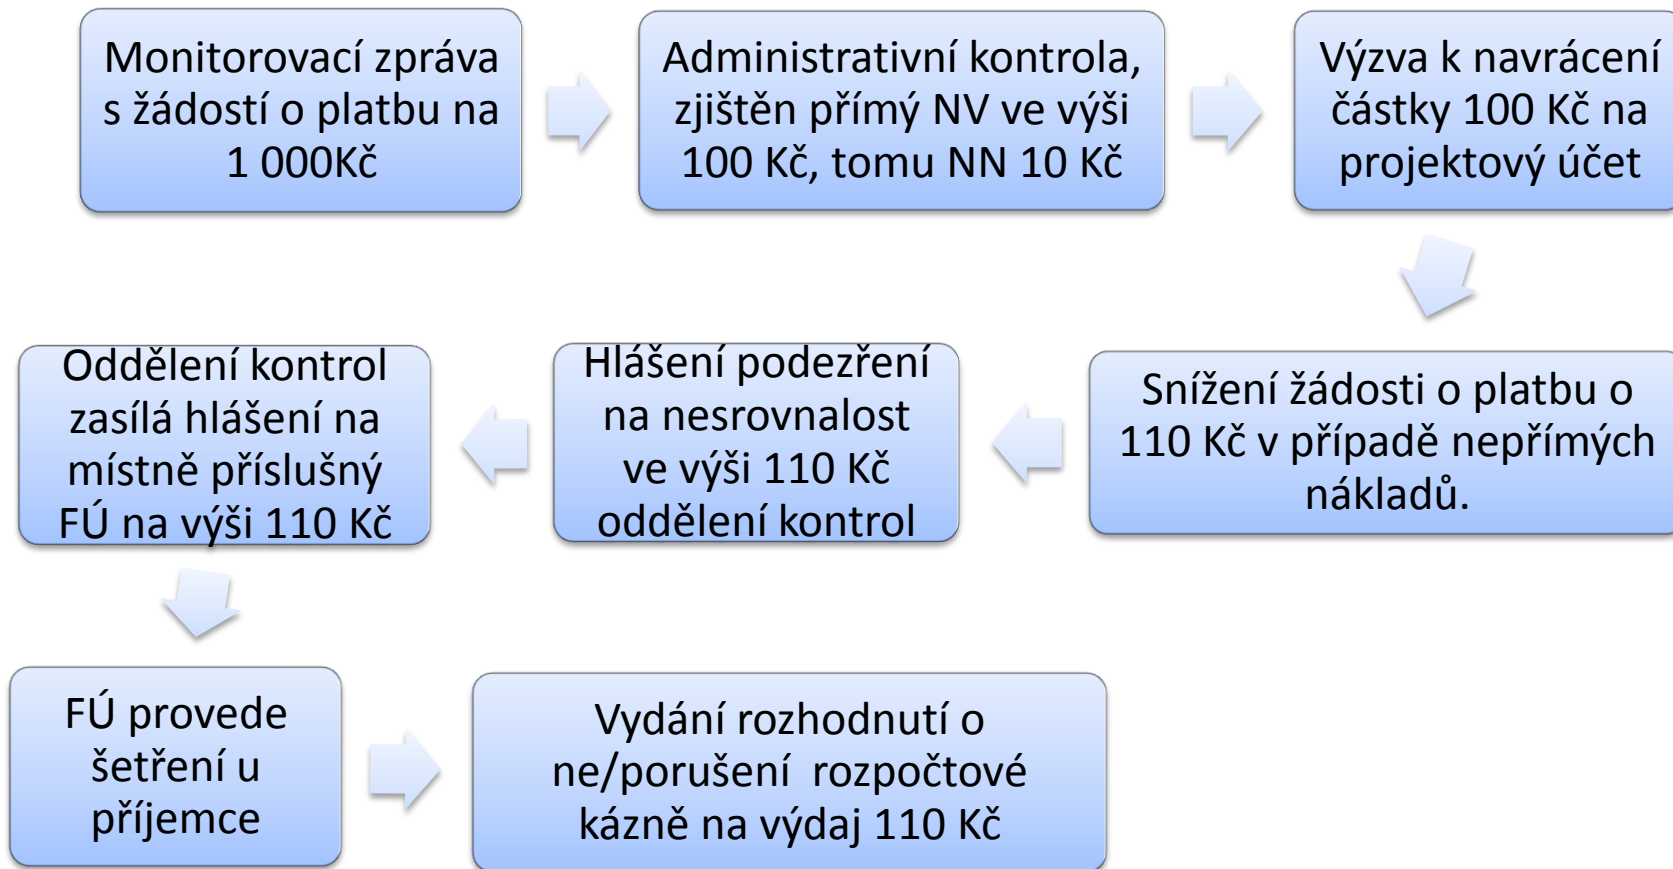 Monitorovací zpráva
s žádostí o platbu na
1 000Kč
Administrativní kontrola,
zjištěn přímý NV ve výši
100 Kč, tomu NN 10 Kč
Výzva k navrácení
částky 100 Kč na
projektový účet
Snížení žádosti o platbu o
110 Kč v případě nepřímých
nákladů.
Hlášení podezření
na nesrovnalost
ve výši 110 Kč
oddělení kontrol
Oddělení kontrol
zasílá hlášení na
místně příslušný
FÚ na výši 110 Kč
FÚ provede
šetření u
příjemce
Vydání rozhodnutí o
ne/porušení  rozpočtové
kázně na výdaj 110 Kč